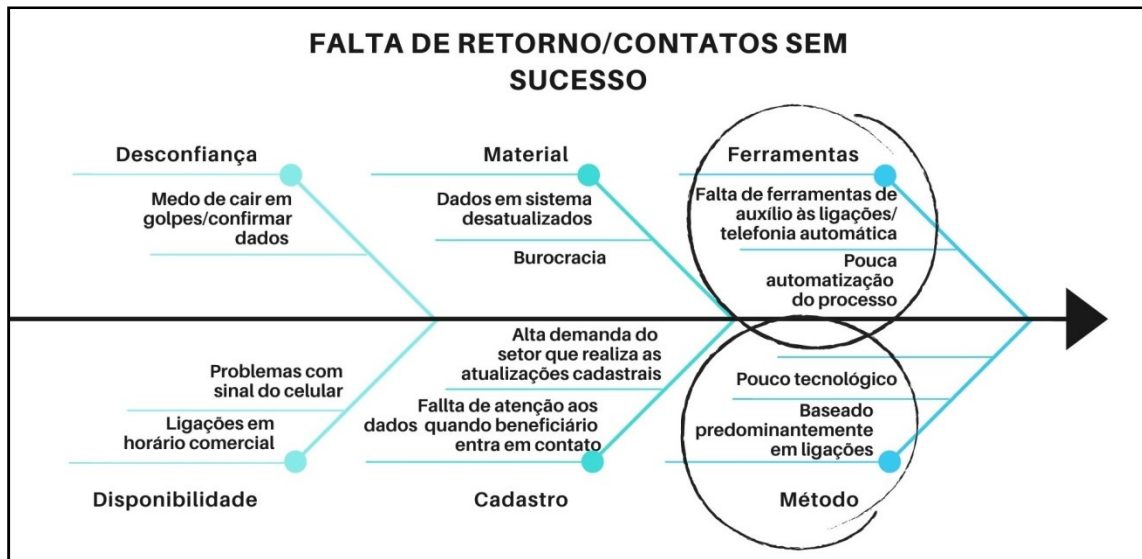 FALTA DE RETORNO/CONTATOS SEM
SUCESSO
Desconfiança
Medo de cair em
golpes/confirmar
dados
Material
Dados em sistema
desatualizados
Burocracia
Ferramentas
Falta de ferramentas de
auxílio às ligações/
telefonia automática
Pouca
automatização
do processo
Problemas com
sinal do celular
Ligações em
horário comercial
Disponibilidade
Alta demanda do
setor que realiza as
atualizações cadastrais
Fallta de atenção aos
dados quando beneficiário
entra em contato
Cadastro
Pouco tecnológico
Baseado
predominantemente
em ligações
Método